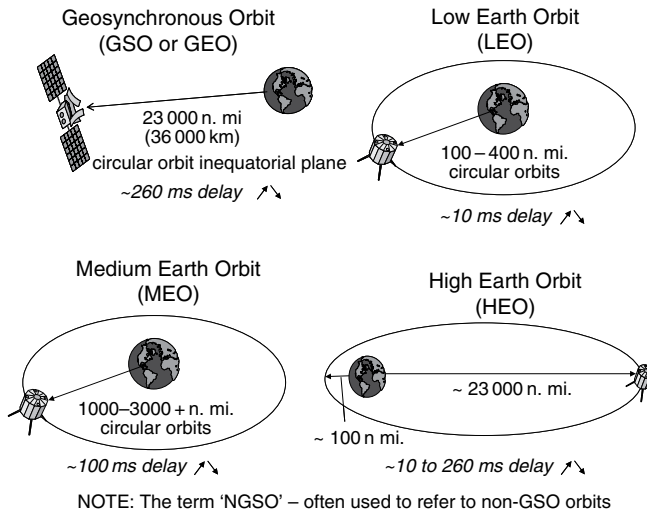 Geosynchronous Orbit
(GSO or GEO)
23 000 n. mi
(36 000 km)
circular orbit inequatorial plane
~260 ms delay
Low Earth Orbit
(LEO)
100 – 400 n. mi.
circular orbits
~10 ms delay
Medium Earth Orbit
(MEO)
1000–3000 + n. mi.
circular orbits
~100 ms delay
High Earth Orbit
(HEO)
~ 23 000 n. mi.
~ 100 n mi.
~10 to 260 ms delay
NOTE: The term ‘NGSO’ – often used to refer to non-GSO orbits